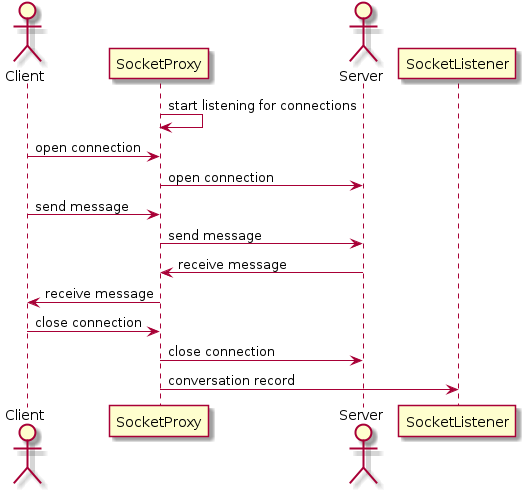 Client
SocketProxy
Server
SocketListener
start listening for connections
open connection
open connection
send message
send message
receive message
receive message
close connection
close connection
conversation record
Client
SocketProxy
Server
SocketListener